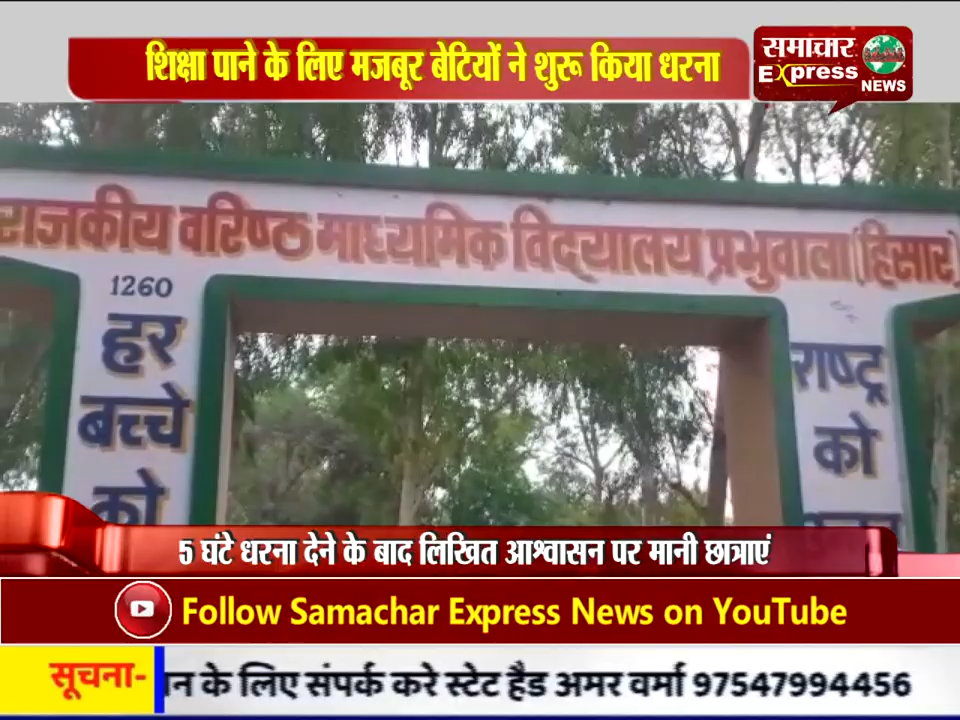 शिक्षा पाने के लिए मजबूर बेटियों ने शुरू किया धरना
समाचार
Express
NEWS
राजकीय वरिष्ठ माध्यमिक विद्यालय प्रभुवाला (हिसार)
1260
हर
बच्चे
को
राष्ट्र
को
5 घंटे धरना देने के बाद लिखित आश्वासन पर मानी छात्राएं
Follow Samachar Express News on YouTube
सूचना- के लिए संपर्क करे स्टेट हैड अमर वर्मा 97547994456